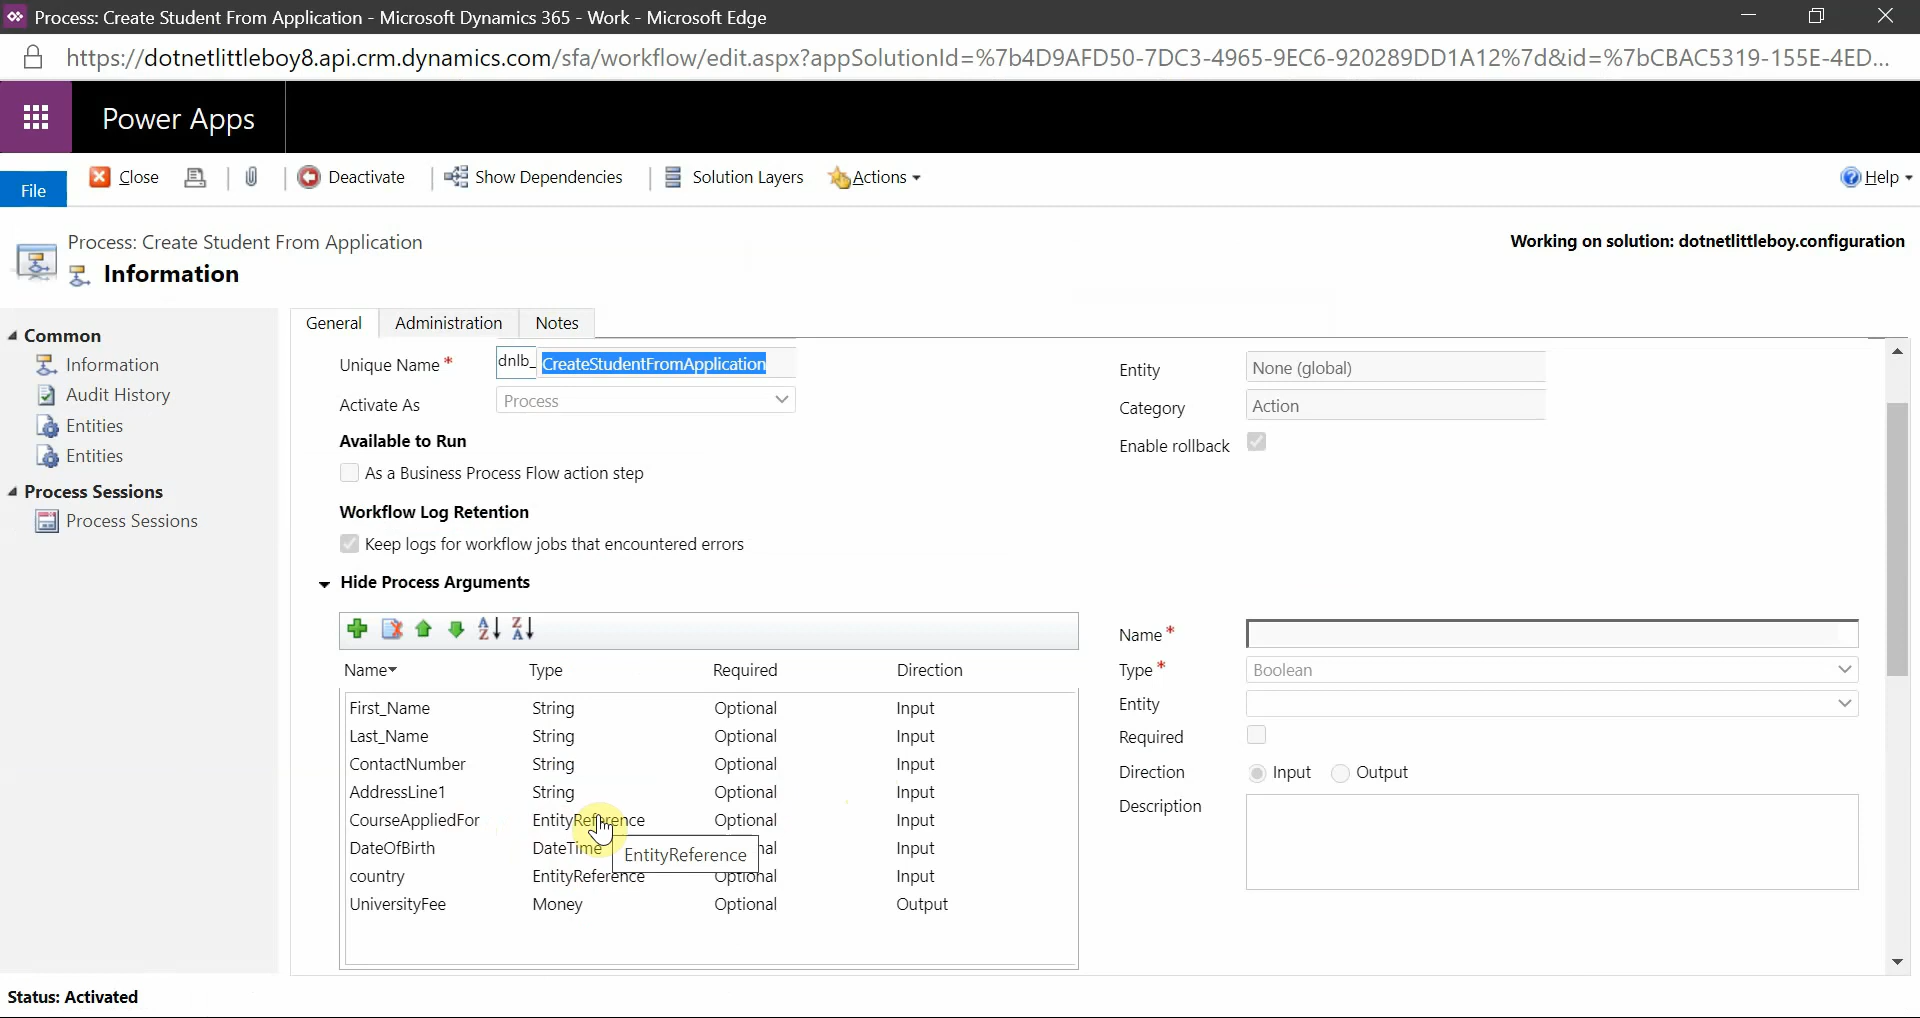 Process: Create Student From Application - Microsoft Dynamics 365 - Work - Microsoft Edge
https://dotnetlittleboy8.api.crm.dynamics.com/sfa/workflow/edit.aspx?appSolutionId=%7b4D9AFD50-7DC3-4965-9EC6-920289DD1A12%7d&id=%7bCBAC5319-155E-4ED...
Power Apps
File
Close
Deactivate
Show Dependencies
Solution Layers
Actions
Help
Process: Create Student From Application
Information
Working on solution: dotnetlittleboy.configuration
Common
Information
Audit History
Entities
Entities
Process Sessions
Process Sessions
General Administration Notes
Unique Name* dnlb_ CreateStudentFromApplication
Activate As Process
Available to Run
As a Business Process Flow action step
Workflow Log Retention
Keep logs for workflow jobs that encountered errors
Entity None (global)
Category Action
Enable rollback
Hide Process Arguments
Name Type Required Direction
First_Name String Optional Input
Last_Name String Optional Input
ContactNumber String Optional Input
AddressLine1 String Optional Input
CourseAppliedFor EntityReference Optional Input
DateOfBirth DateTime Input
EntityReference
country EntityReference Optional Input
UniversityFee Money Optional Output
Name*
Type* Boolean
Entity
Required
Direction Input Output
Description
Status: Activated